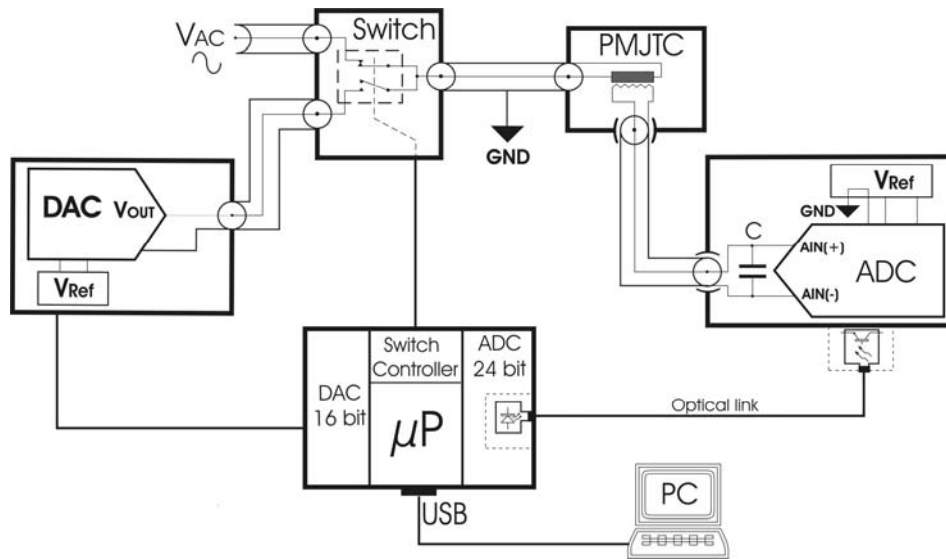 VAC
Switch
PMJTC
GND
DAC VOUT
VRef
VRef
GND
C
AIN(+)
AIN(-)
ADC
DAC
16 bit
Switch
Controller
µP
ADC
24 bit
Optical link
USB
PC